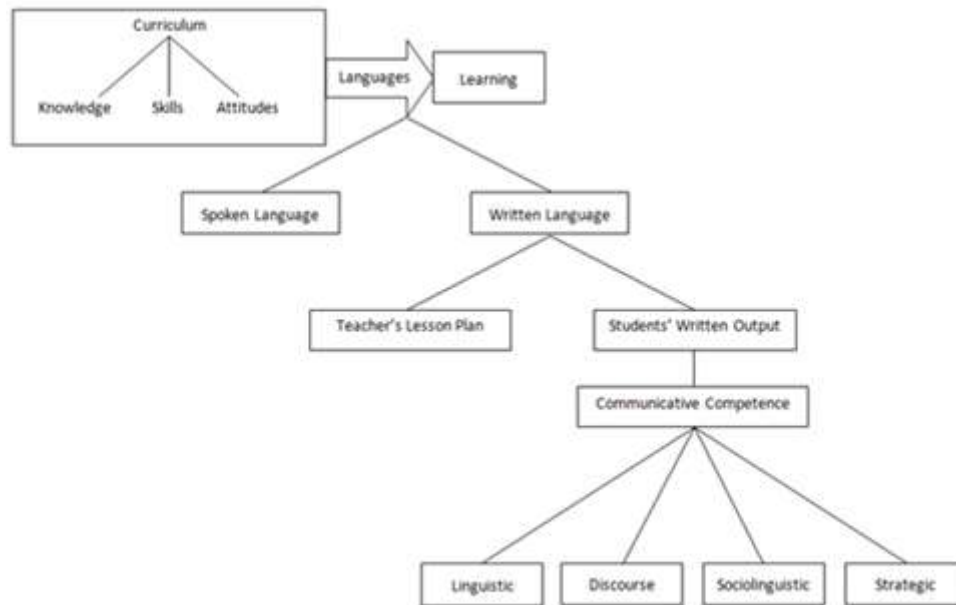 Curriculum
Knowledge
Skills
Attitudes
Languages
Learning
Spoken Language
Written Language
Teacher's Lesson Plan
Students' Written Output
Communicative Competence
Linguistic
Discourse
Sociolinguistic
Strategic